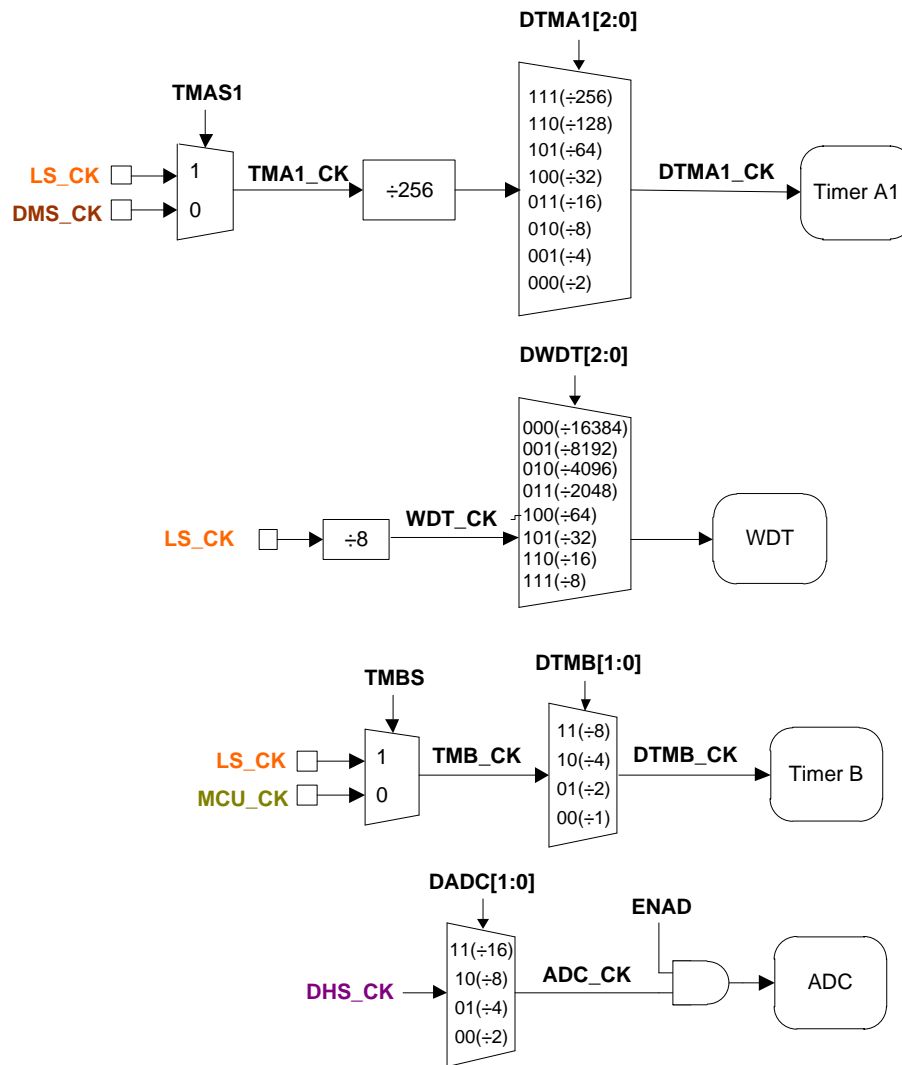 DTMA1[2:0]
TMAS1
111(÷256)
110(÷128)
101(÷64)
100(÷32)
011(÷16)
010(÷8)
001(÷4)
000(÷2)
LS_CK
1
DMS_CK
0
TMA1_CK
÷256
DTMA1_CK
Timer A1
DWDT[2:0]
000(÷16384)
001(÷8192)
010(÷4096)
011(÷2048)
100(÷64)
101(÷32)
110(÷16)
111(÷8)
LS_CK
÷8
WDT_CK
WDT
DTMB[1:0]
TMBS
11(÷8)
10(÷4)
01(÷2)
00(÷1)
LS_CK
1
MCU_CK
0
TMB_CK
DTMB_CK
Timer B
DADC[1:0]
ENAD
11(÷16)
10(÷8)
01(÷4)
00(÷2)
DHS_CK
ADC_CK
ADC